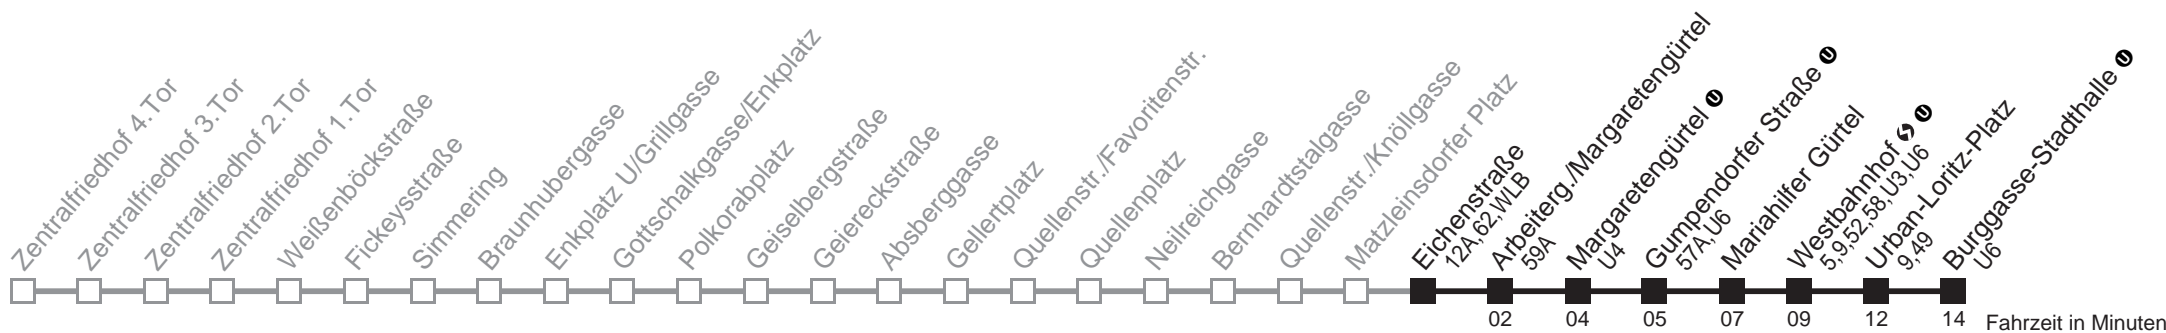 Zentralfriedhof 4.Tor
Zentralfriedhof 3.Tor
Zentralfriedhof 2.Tor
Zentralfriedhof 1.Tor
Weißenböckstraße
Fickeysstraße
Simmering
Braunhubergasse
Enkplatz U/Grillgasse
Gottschalkgasse/Enkplatz
Polkorabplatz
Geiselbergstraße
Geiereckstraße
Absberggasse
Gellertplatz
Quellenstr./Favoritenstr.
Quellenplatz
Neilreichgasse
Bernhardtstalgasse
Quellenstr./Knöllgasse
Matzleinsdorfer Platz
Eichenstraße
12A,62,WLB
Arbeiterg./Margaretengürtel
59A
Margaretengürtel U
U4
Gumpendorfer Straße U
57A,U6
Mariahilfer Gürtel
Westbahnhof S U
5,9,52,58,U3,U6
Urban-Loritz-Platz
9,49
Burggasse-Stadthalle U
U6
02 04 05 07 09 12 14 Fahrzeit in Minuten